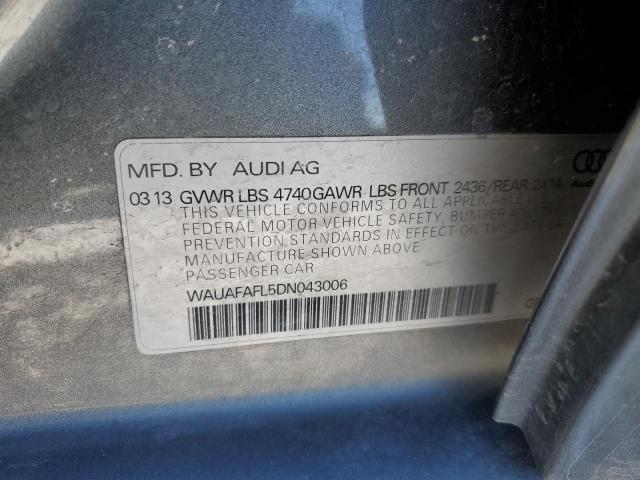 MFD. BY AUDI AG
03 13 GVWR LBS 4740 GAWR LBS FRONT 2436/REAR 2414
THIS VEHICLE CONFORMS TO ALL APPLICABLE
FEDERAL MOTOR VEHICLE SAFETY, BUMPER AND THEFT
PREVENTION STANDARDS IN EFFECT ON THE DATE OF
MANUFACTURE SHOWN ABOVE
PASSENGER CAR
WAUAFAFL5DN043006